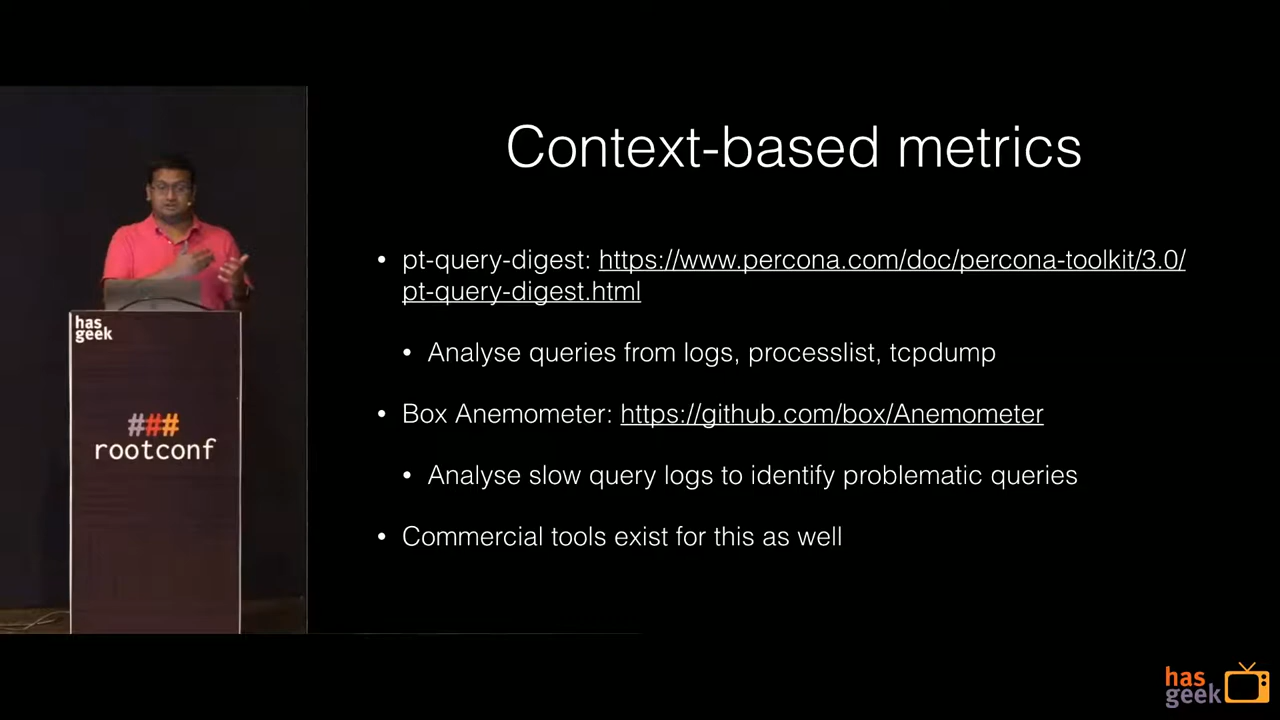 Context-based metrics
• pt-query-digest: https://www.percona.com/doc/percona-toolkit/3.0/
pt-query-digest.html
• Analyse queries from logs, processlist, tcpdump
• Box Anemometer: https://github.com/box/Anemometer
• Analyse slow query logs to identify problematic queries
• Commercial tools exist for this as well
has
geek
###
rootconf
has
geek